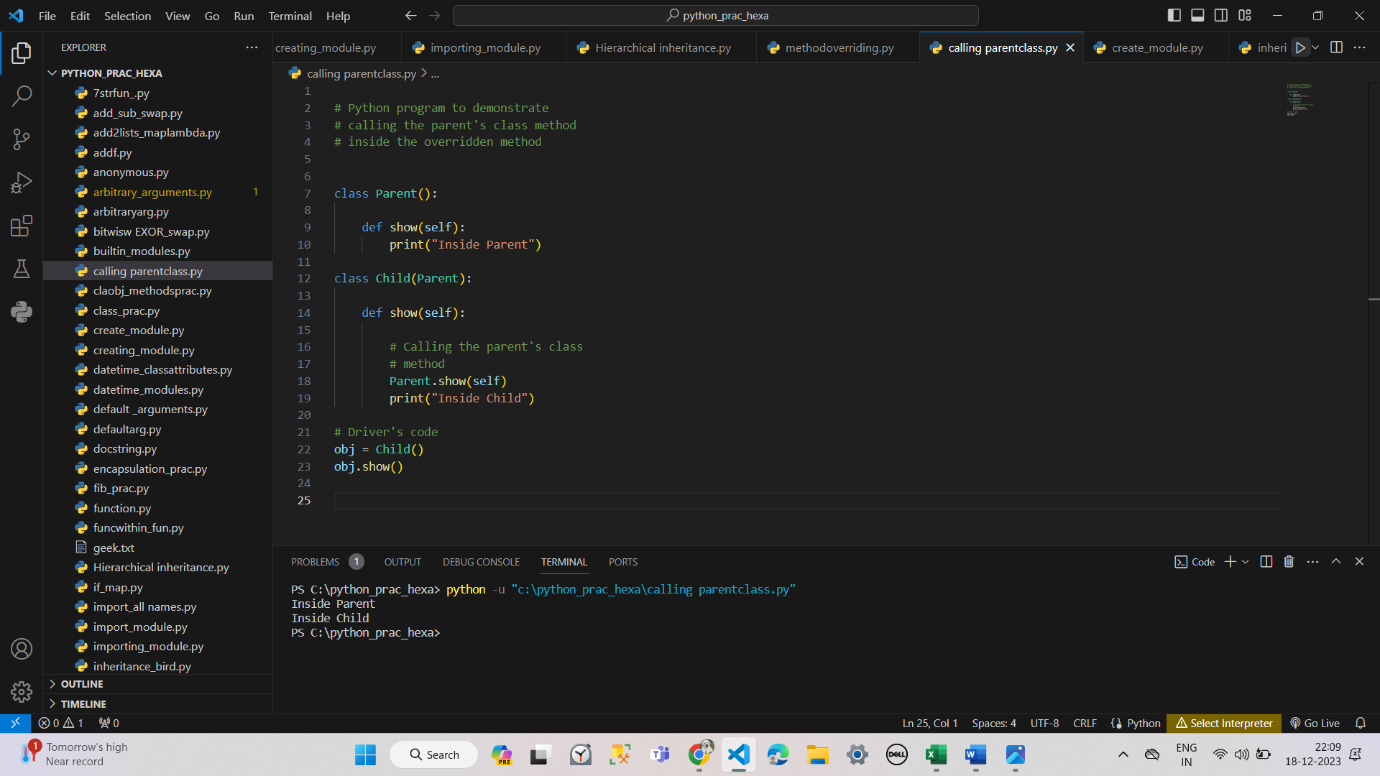 File Edit Selection View Go Run Terminal Help
python_prac_hexa
EXPLORER
PYTHON_PRAC_HEXA
7strfun_.py
add_sub_swap.py
add2lists_maplambda.py
addf.py
anonymous.py
arbitrary_arguments.py 1
arbitraryarg.py
bitwisw EXOR_swap.py
builtin_modules.py
calling parentclass.py
claobj_methodsprac.py
class_prac.py
create_module.py
creating_module.py
datetime_classattributes.py
datetime_modules.py
default _arguments.py
defaultarg.py
docstring.py
encapsulation_prac.py
fib_prac.py
function.py
funcwithin_fun.py
geek.txt
Hierarchical inheritance.py
if_map.py
import_all names.py
import_module.py
importing_module.py
inheritance_bird.py
OUTLINE
TIMELINE
creating_module.py importing_module.py Hierarchical inheritance.py methodoverriding.py calling parentclass.py create_module.py inheri
calling parentclass.py > ...
1
2 # Python program to demonstrate
3 # calling the parent's class method
4 # inside the overridden method
5
6
7 class Parent():
8
9 def show(self):
10 print("Inside Parent")
11
12 class Child(Parent):
13
14 def show(self):
15
16 # Calling the parent's class
17 # method
18 Parent.show(self)
19 print("Inside Child")
20
21 # Driver's code
22 obj = Child()
23 obj.show()
24
25
PROBLEMS 1 OUTPUT DEBUG CONSOLE TERMINAL PORTS Code
PS C:\python_prac_hexa> python -u "c:\python_prac_hexa\calling parentclass.py"
Inside Parent
Inside Child
PS C:\python_prac_hexa>
0 1 0 Ln 25, Col 1 Spaces: 4 UTF-8 CRLF Python Select Interpreter Go Live
1 Tomorrow's high
Near record
Search
PRE
DELL
ENG
IN
22:09
18-12-2023